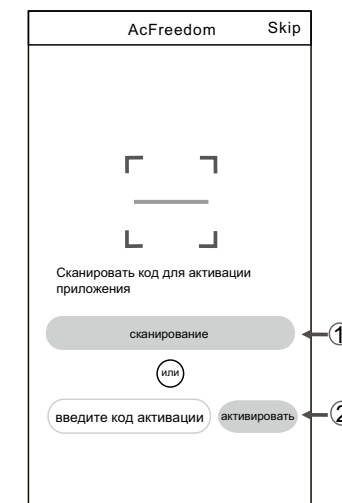 AcFreedom Skip
Сканировать код для активации
приложения
сканирование
①
или
введите код активации активировать
②